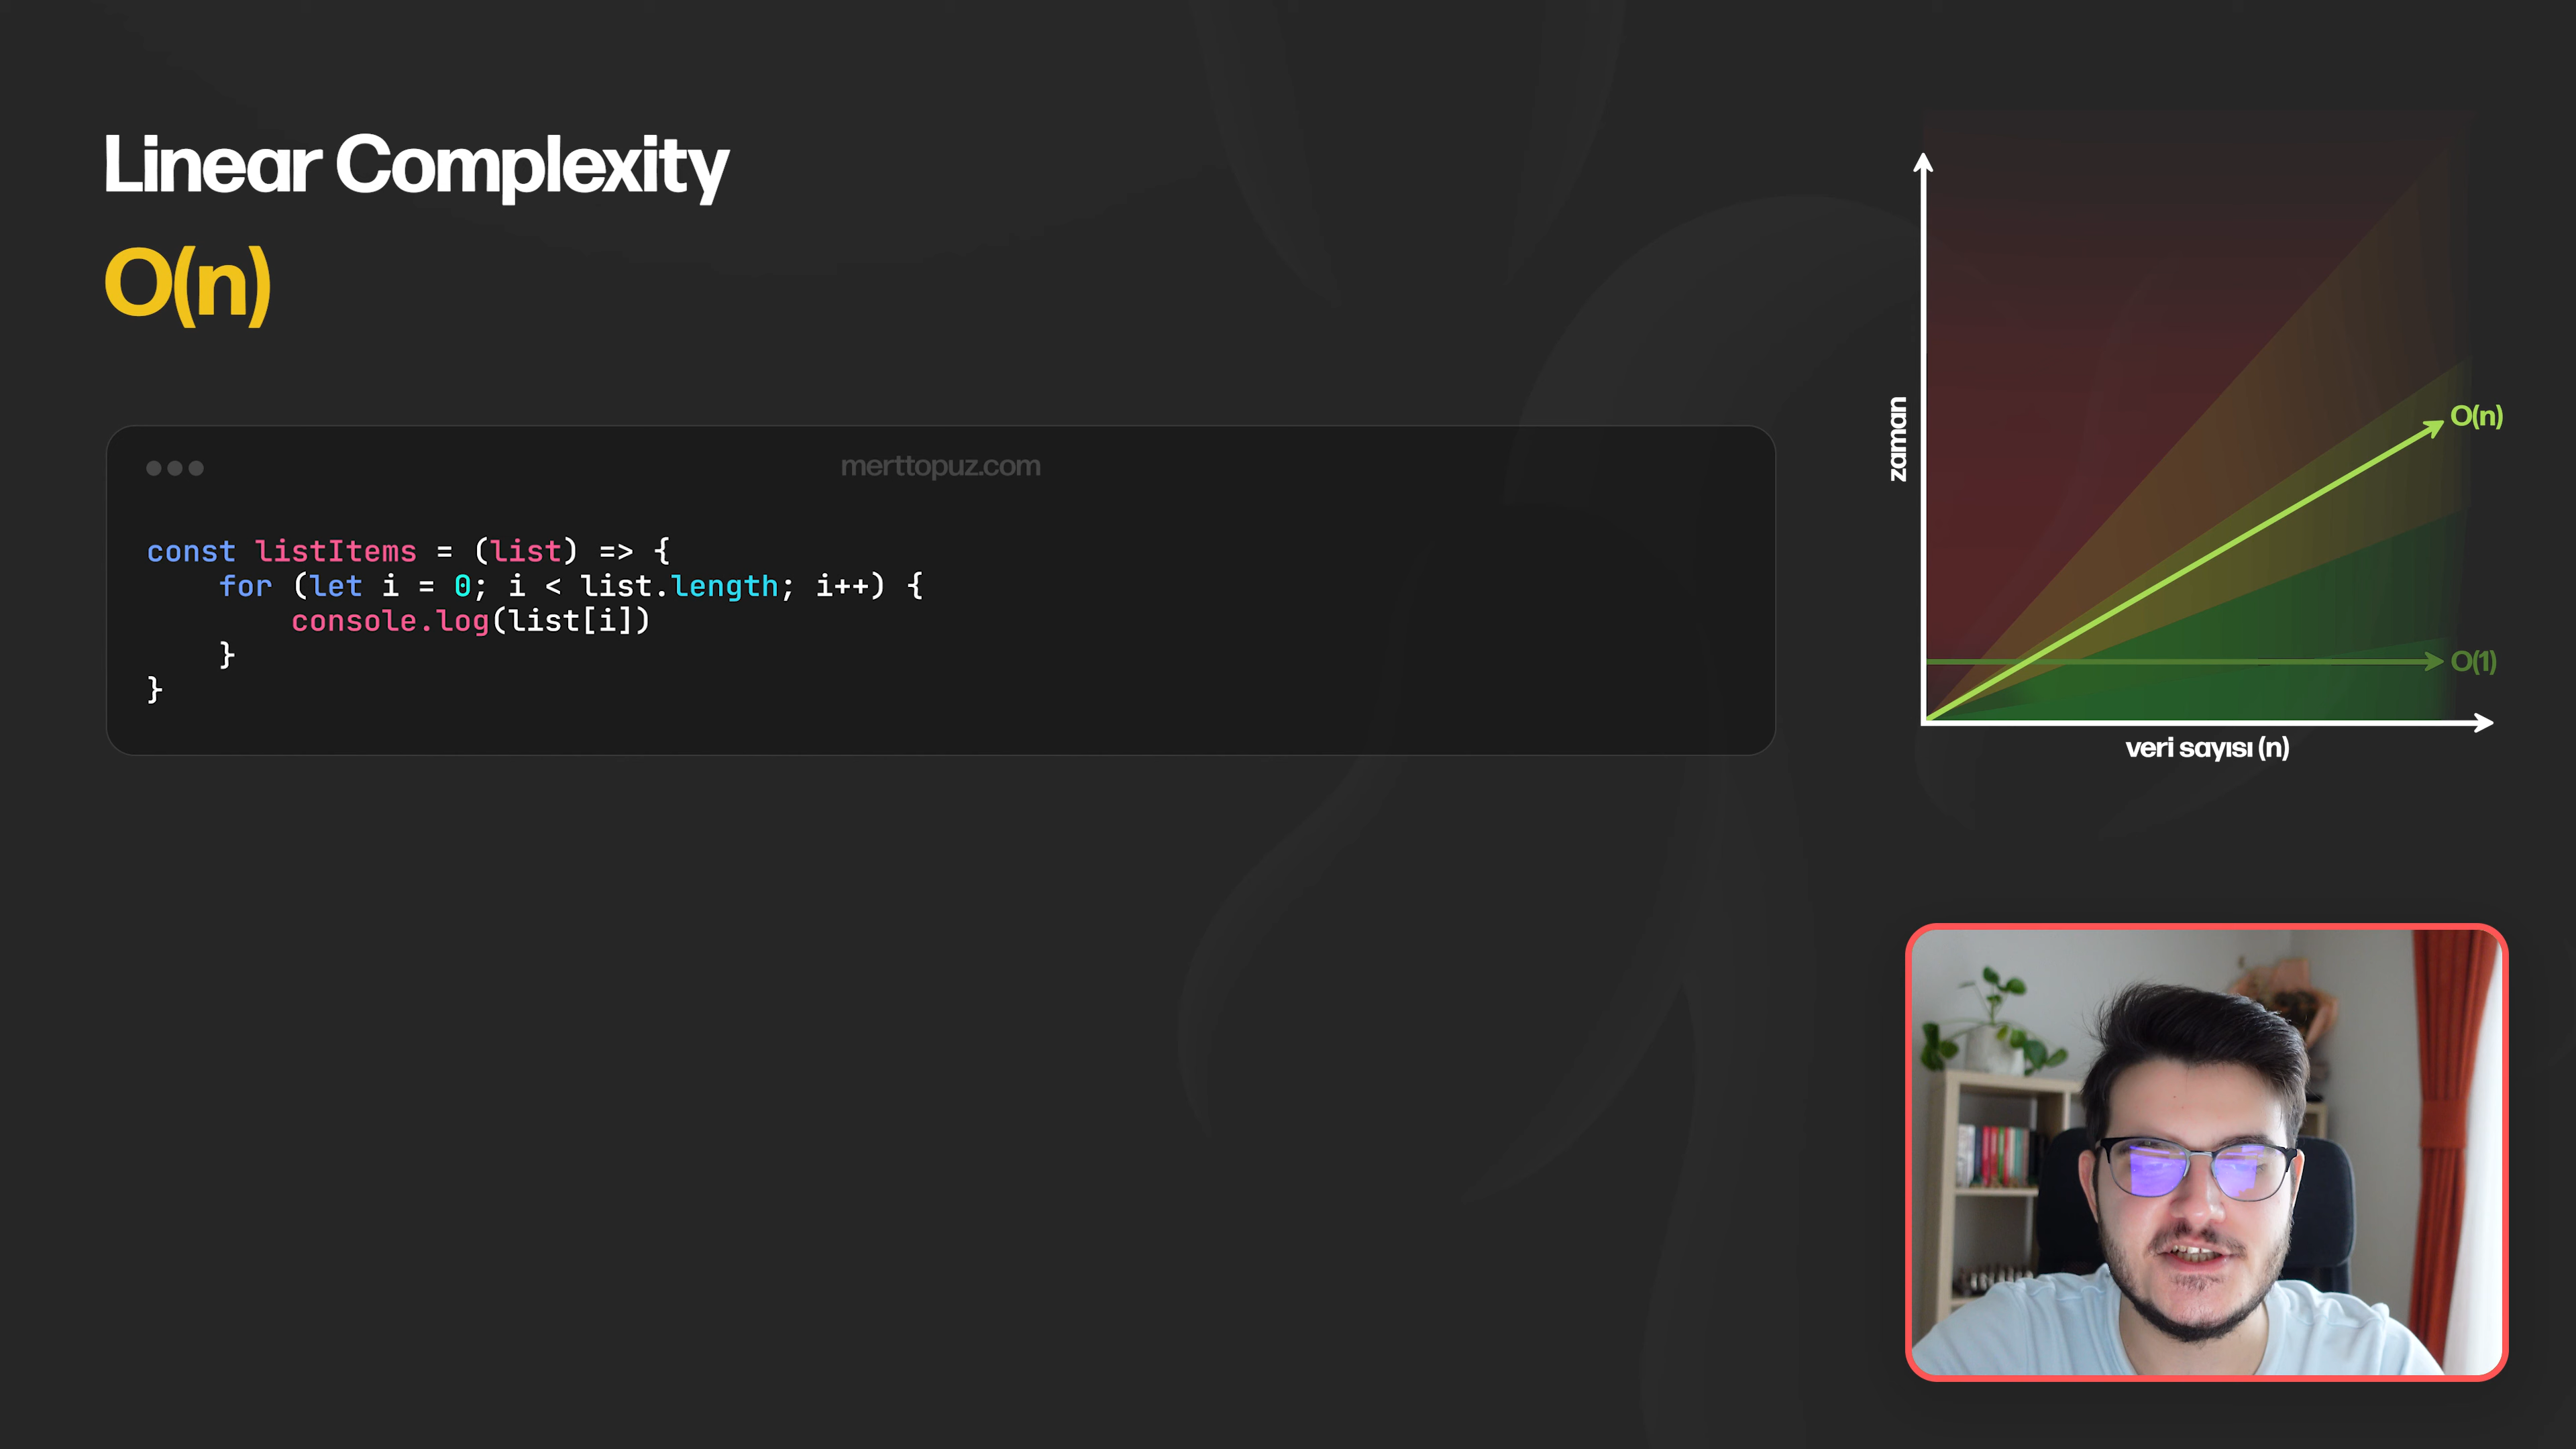 Linear Complexity
O(n)
merttopuz.com
const listItems = (list) => {
    for (let i = 0; i < list.length; i++) {
        console.log(list[i])
    }
}
zaman
O(n)
O(1)
veri sayısı (n)